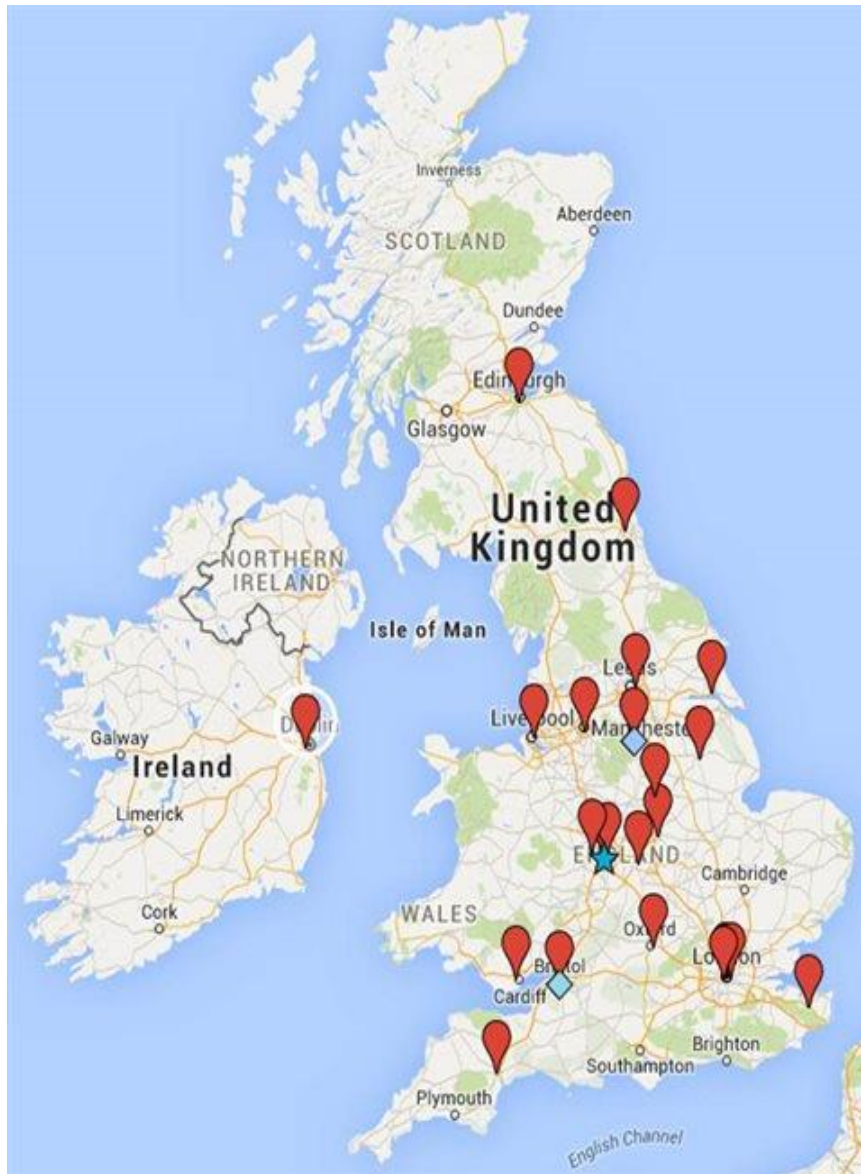 Inverness
Aberdeen
SCOTLAND
Dundee
Edinburgh
Glasgow
United
Kingdom
NORTHERN
IRELAND
Isle of Man
Leeds
Liverpool
Manchester
Dublin
Galway
Ireland
Limerick
ENGLAND
Cambridge
Cork
WALES
Oxford
London
Bristol
Cardiff
Brighton
Southampton
Plymouth
English Channel